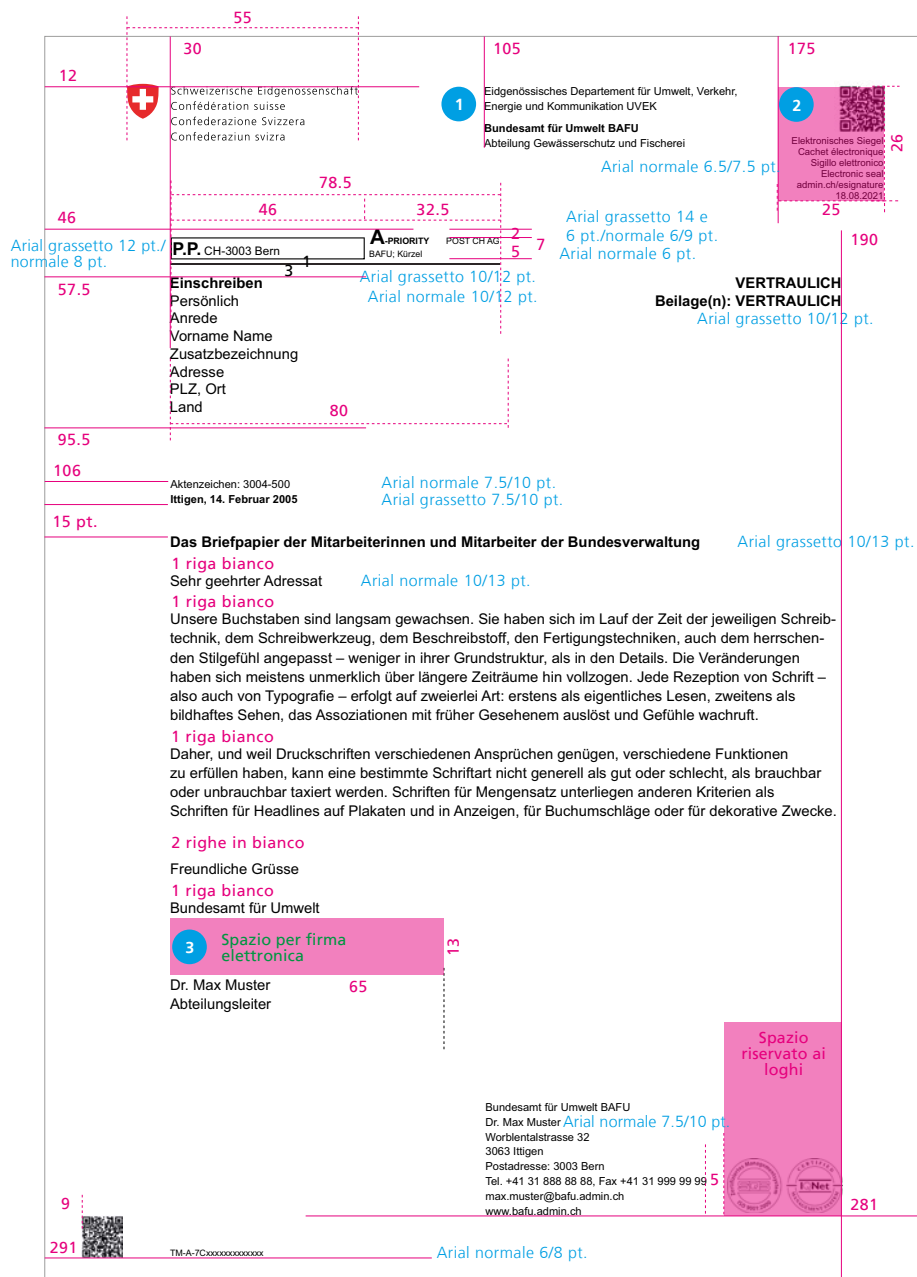 55
30
105
175
12
Schweizerische Eidgenossenschaft
Confédération suisse
Confederazione Svizzera
Confederaziun svizra
1
Eidgenössisches Departement für Umwelt, Verkehr,
Energie und Kommunikation UVEK
Bundesamt für Umwelt BAFU
Abteilung Gewässerschutz und Fischerei
Arial normale 6.5/7.5 pt.
2
Elektronisches Siegel
Cachet électronique
Sigillo elettronico
Electronic seal
admin.ch/esignature
18.08.2021
26
25
78.5
46
32.5
46
Arial grassetto 12 pt./
normale 8 pt.
P.P. CH-3003 Bern
A-PRIORITY
POST CH AG
BAFU; Kürzel
2
5
7
Arial grassetto 14 e
6 pt./normale 6/9 pt.
Arial normale 6 pt.
190
1
3
57.5
Einschreiben
Arial grassetto 10/12 pt.
Persönlich
Arial normale 10/12 pt.
Anrede
Vorname Name
Zusatzbezeichnung
Adresse
PLZ, Ort
Land
80
VERTRAULICH
Beilage(n): VERTRAULICH
Arial grassetto 10/12 pt.
95.5
106
Aktenzeichen: 3004-500
Arial normale 7.5/10 pt.
Ittigen, 14. Februar 2005
Arial grassetto 7.5/10 pt.
15 pt.
Das Briefpapier der Mitarbeiterinnen und Mitarbeiter der Bundesverwaltung
Arial grassetto 10/13 pt.
1 riga bianco
Sehr geehrter Adressat
Arial normale 10/13 pt.
1 riga bianco
Unsere Buchstaben sind langsam gewachsen. Sie haben sich im Lauf der Zeit der jeweiligen Schreib-
technik, dem Schreibwerkzeug, dem Beschreibstoff, den Fertigungstechniken, auch dem herrschen-
den Stilgefühl angepasst – weniger in ihrer Grundstruktur, als in den Details. Die Veränderungen
haben sich meistens unmerklich über längere Zeiträume hin vollzogen. Jede Rezeption von Schrift –
also auch von Typografie – erfolgt auf zweierlei Art: erstens als eigentliches Lesen, zweitens als
bildhaftes Sehen, das Assoziationen mit früher Gesehenem auslöst und Gefühle wachruft.
1 riga bianco
Daher, und weil Druckschriften verschiedenen Ansprüchen genügen, verschiedene Funktionen
zu erfüllen haben, kann eine bestimmte Schriftart nicht generell als gut oder schlecht, als brauchbar
oder unbrauchbar taxiert werden. Schriften für Mengensatz unterliegen anderen Kriterien als
Schriften für Headlines auf Plakaten und in Anzeigen, für Buchumschläge oder für dekorative Zwecke.
2 righe in bianco
Freundliche Grüsse
1 riga bianco
Bundesamt für Umwelt
3
Spazio per firma
elettronica
13
Dr. Max Muster
65
Abteilungsleiter
Spazio
riservato ai
loghi
Bundesamt für Umwelt BAFU
Dr. Max Muster
Arial normale 7.5/10 pt.
Worblentalstrasse 32
3063 Ittigen
Postadresse: 3003 Bern
Tel. +41 31 888 88 88, Fax +41 31 999 99 99
max.muster@bafu.admin.ch
www.bafu.admin.ch
5
SQS
CERTIFIED
IQNet
MANAGEMENT SYSTEM
9
281
291
TM-A-7Cxxxxxxxxxxxxx
Arial normale 6/8 pt.